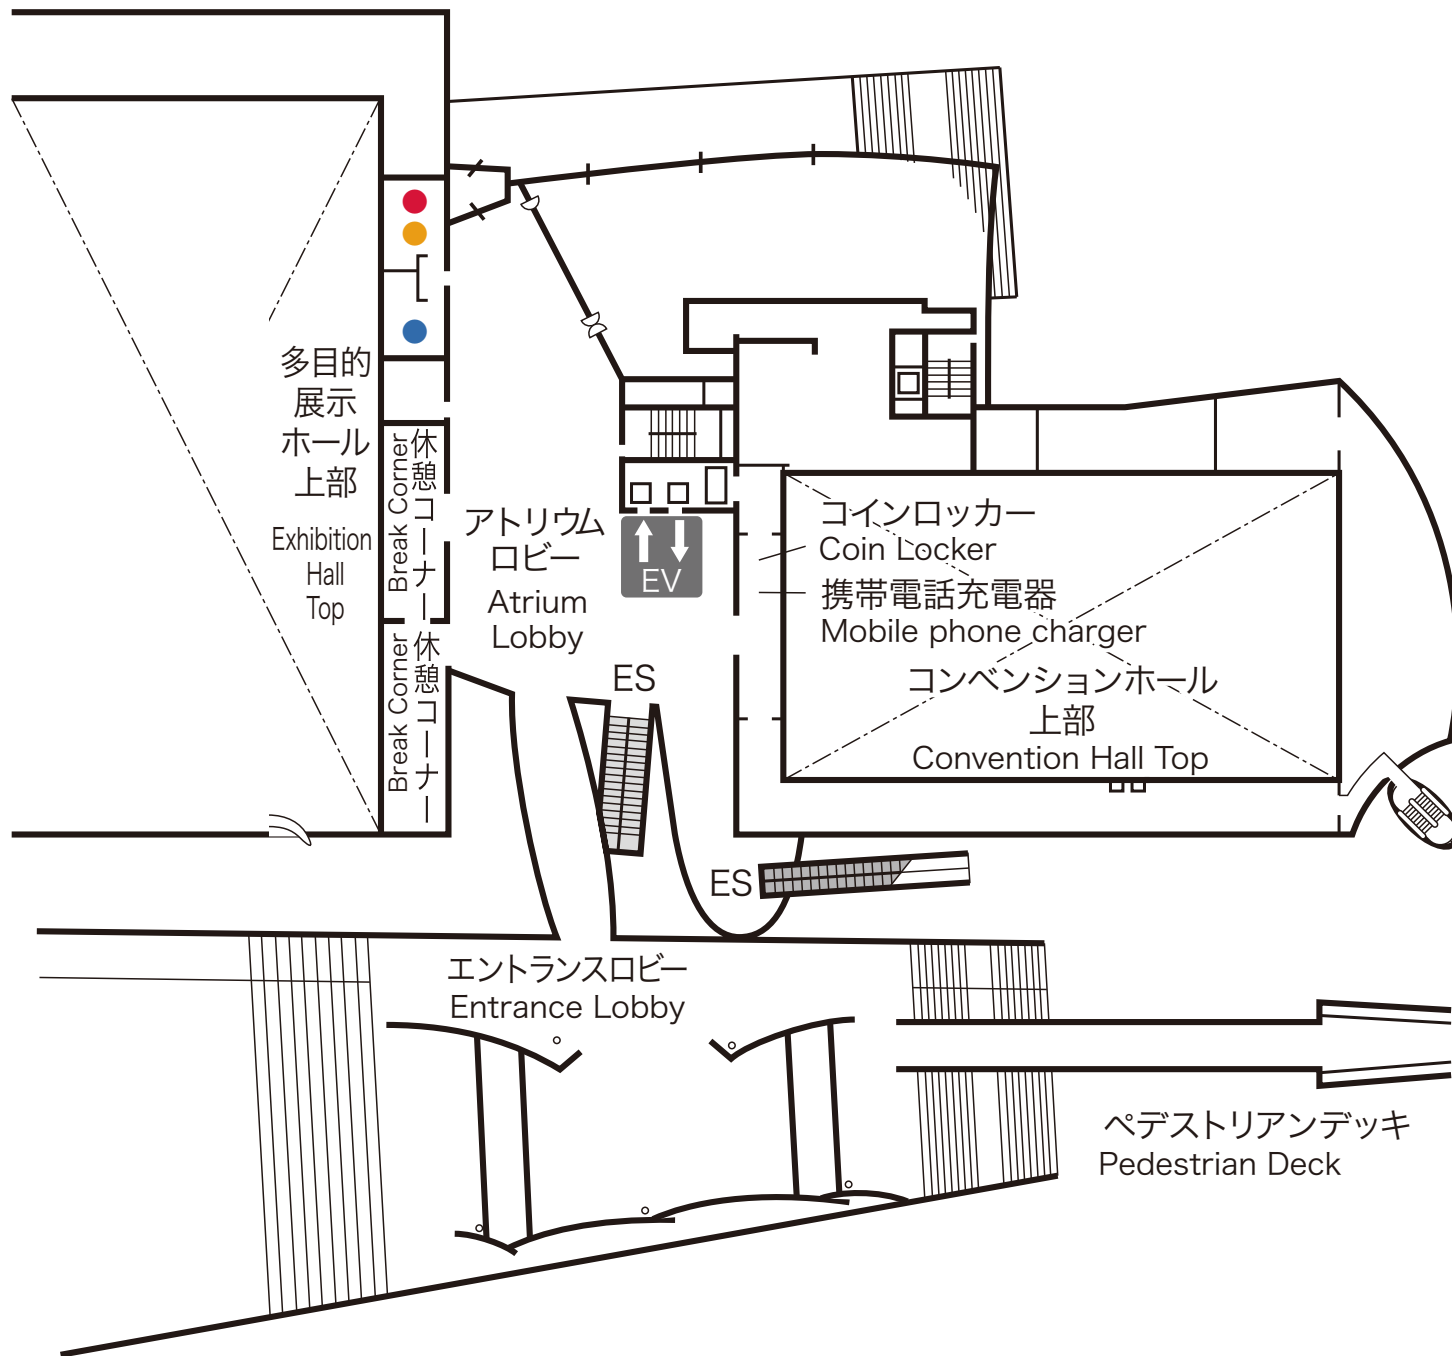 多目的
展示
ホール
上部
Exhibition
Hall
Top
休憩コーナー
Break Corner
休憩コーナー
Break Corner
アトリウム
ロビー
Atrium
Lobby
EV
コインロッカー
Coin Locker
携帯電話充電器
Mobile phone charger
コンベンションホール
上部
Convention Hall Top
ES
ES
エントランスロビー
Entrance Lobby
ペデストリアンデッキ
Pedestrian Deck